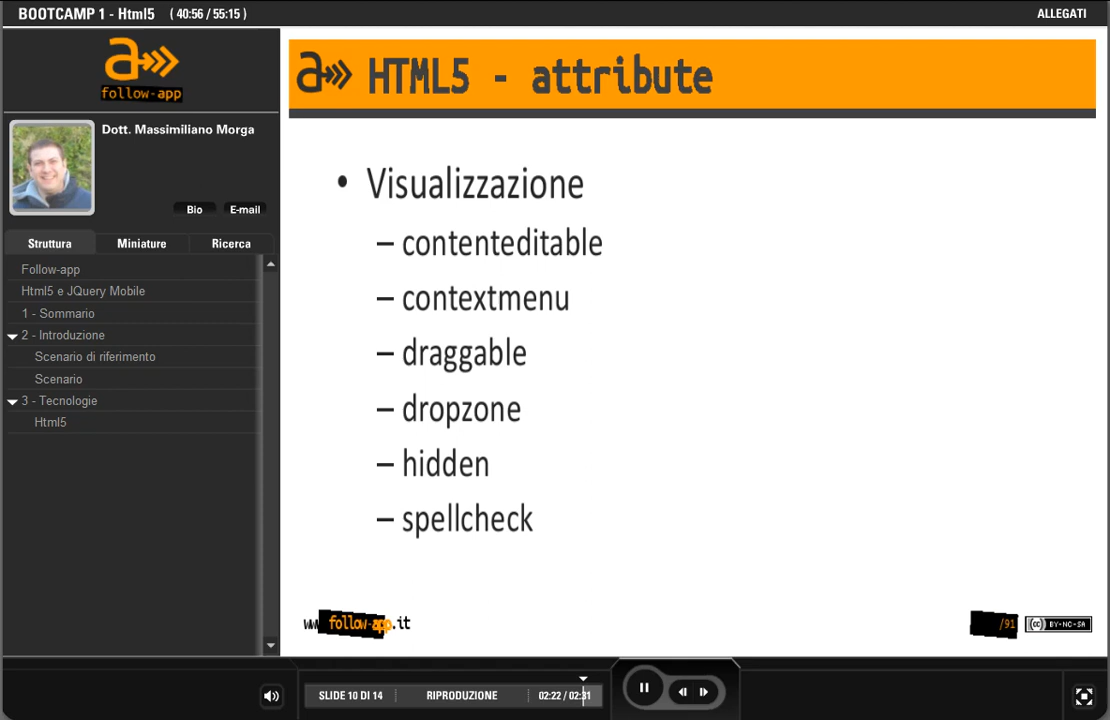 BOOTCAMP 1 - Html5 ( 40:56 / 55:15 )
ALLEGATI
a
follow-app
Dott. Massimiliano Morga
Bio
E-mail
Struttura
Miniature
Ricerca
Follow-app
Html5 e JQuery Mobile
1 - Sommario
2 - Introduzione
Scenario di riferimento
Scenario
3 - Tecnologie
Html5
a HTML5 - attribute
• Visualizzazione
– contenteditable
– contextmenu
– draggable
– dropzone
– hidden
– spellcheck
www.follow-app.it
/91
cc BY-NC-SA
SLIDE 10 DI 14
RIPRODUZIONE
02:22 / 02:31